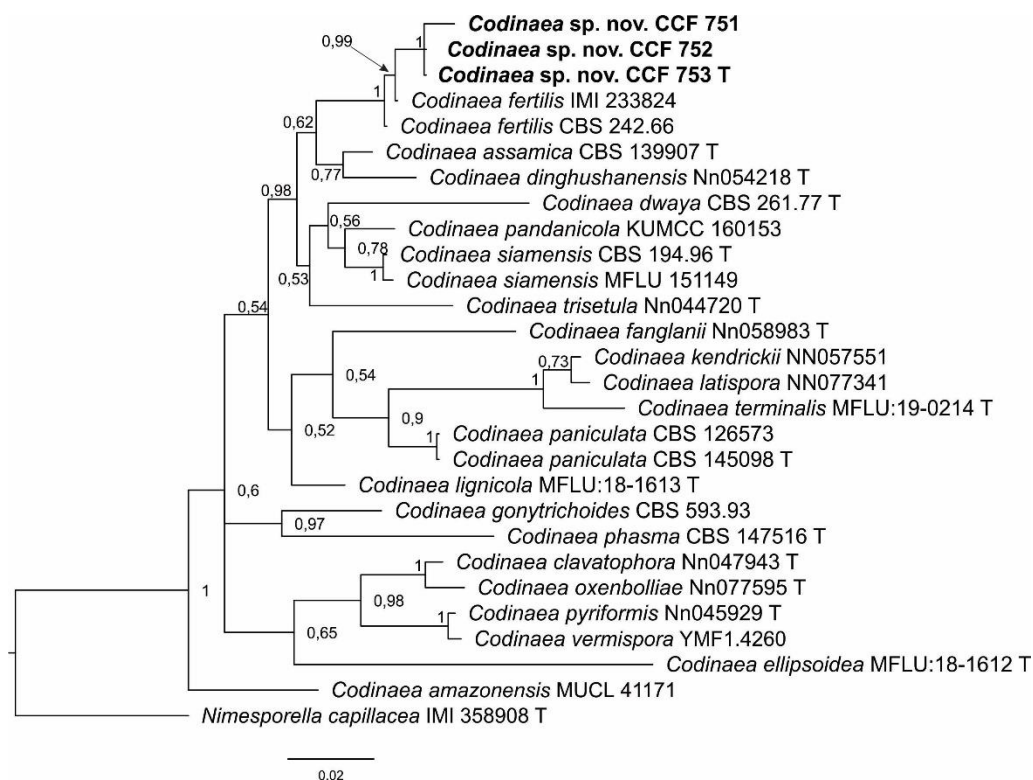 Codinaea sp. nov. CCF 751
0,99
1
Codinaea sp. nov. CCF 752
Codinaea sp. nov. CCF 753 T
1
Codinaea fertilis IMI 233824
0,62
Codinaea fertilis CBS 242.66
Codinaea assamica CBS 139907 T
0,77
Codinaea dinghushanensis Nn054218 T
0,98
Codinaea dwaya CBS 261.77 T
0,56
Codinaea pandanicola KUMCC 160153
0,78
Codinaea siamensis CBS 194.96 T
0,53
1
Codinaea siamensis MFLU 151149
Codinaea trisetula Nn044720 T
0,54
Codinaea fanglanii Nn058983 T
Codinaea kendrickii NN057551
0,73
0,54
1
Codinaea latispora NN077341
Codinaea terminalis MFLU:19-0214 T
0,9
0,52
1
Codinaea paniculata CBS 126573
Codinaea paniculata CBS 145098 T
Codinaea lignicola MFLU:18-1613 T
0,6
Codinaea gonytrichoides CBS 593.93
0,97
Codinaea phasma CBS 147516 T
1
Codinaea clavatophora Nn047943 T
Codinaea oxenbolliae Nn077595 T
1
0,98
1
Codinaea pyriformis Nn045929 T
0,65
Codinaea vermispora YMF1.4260
Codinaea ellipsoidea MFLU:18-1612 T
Codinaea amazonensis MUCL 41171
Nimesporella capillacea IMI 358908 T
0.02